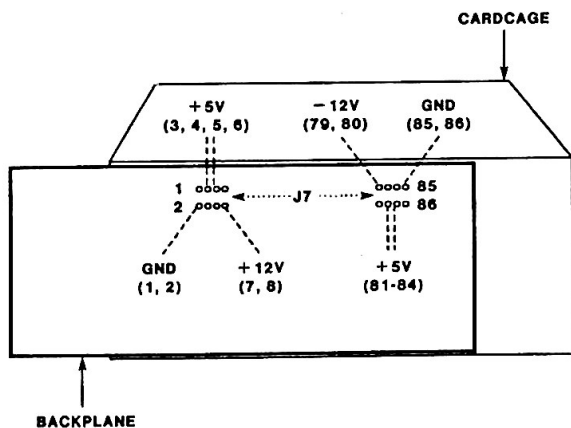 CARDCAGE
+5V
(3, 4, 5, 6)
−12V
(79, 80)
GND
(85, 86)
1
2
J7
85
86
GND
(1, 2)
+12V
(7, 8)
+5V
(81-84)
BACKPLANE